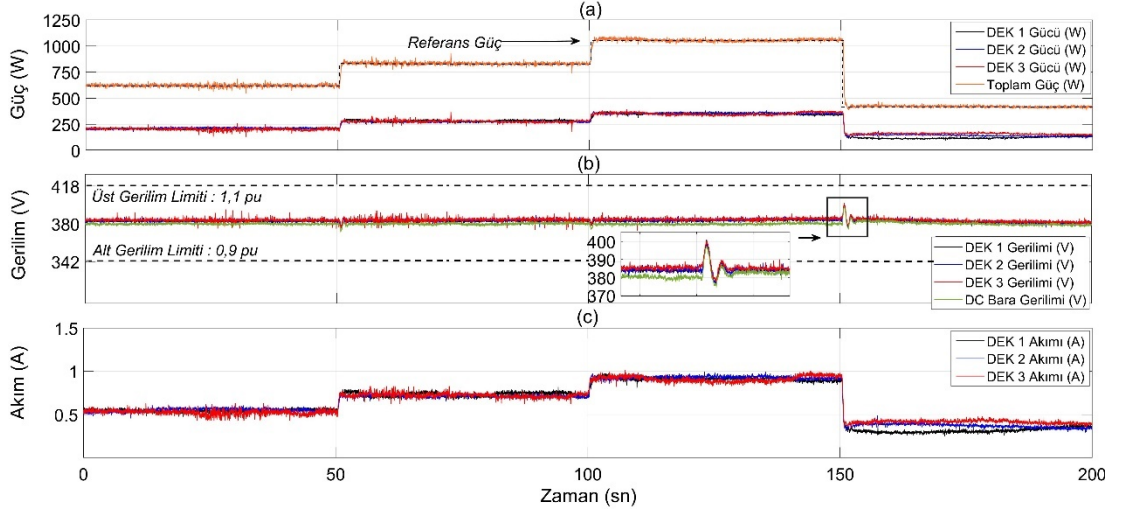 (a)
1250
1000
750
500
250
0
Güç (W)
Referans Güç
DEK 1 Gücü (W)
DEK 2 Gücü (W)
DEK 3 Gücü (W)
Toplam Güç (W)
(b)
418
380
342
Gerilim (V)
Üst Gerilim Limiti : 1,1 pu
Alt Gerilim Limiti : 0,9 pu
400
390
380
370
DEK 1 Gerilimi (V)
DEK 2 Gerilimi (V)
DEK 3 Gerilimi (V)
DC Bara Gerilimi (V)
(c)
1.5
1
0.5
Akım (A)
DEK 1 Akımı (A)
DEK 2 Akımı (A)
DEK 3 Akımı (A)
0
50
100
150
200
Zaman (sn)